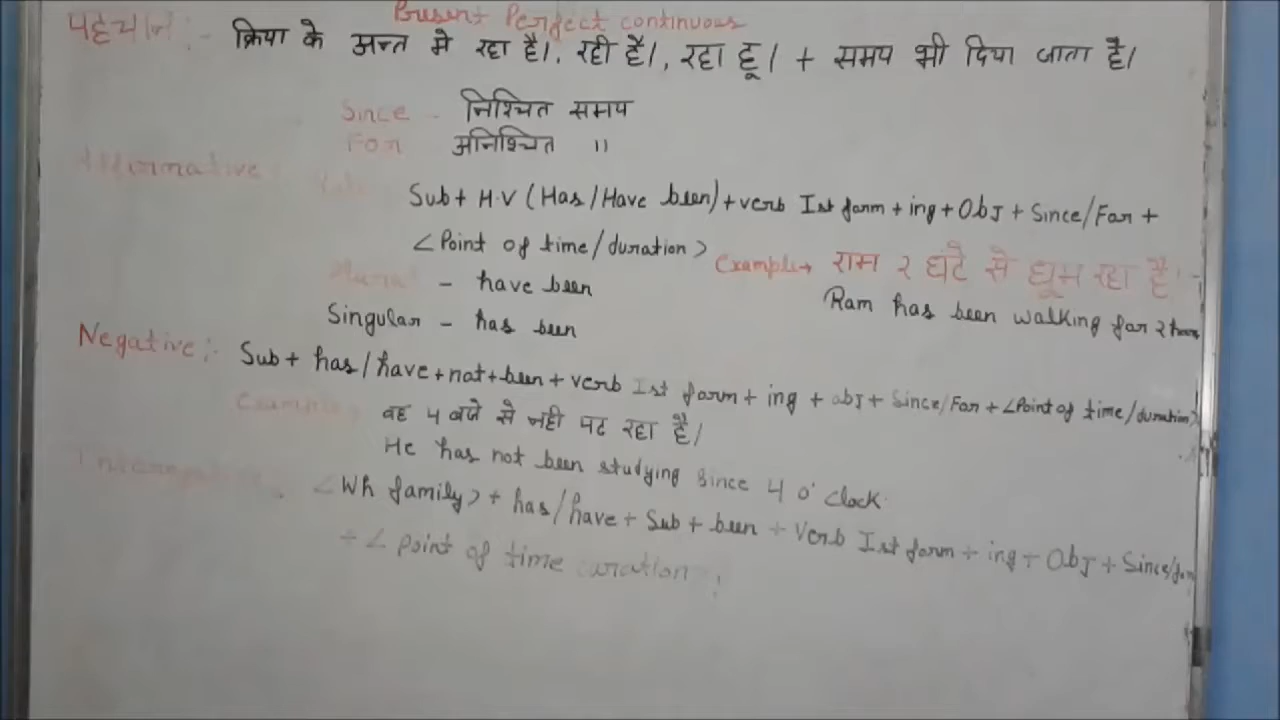 Present Perfect continuous
पहचान :- क्रिया के अन्त मे रहा है।, रही है।, रहा हू। + समय भी दिया जाता है।
Since - निश्चित समय
For अनिश्चित "
Affirmative
Sub + H.V (Has/Have been) + verb Ist form + ing + Obj + Since/For +
<Point of time/duration>
Example→ राम २ घंटे से घूम रहा है।
- have been
Ram has been walking for 2 hours
Singular - has been
Negative :- Sub + has/have + not + been + verb Ist form + ing + obj + Since/For + <Point of time/duration>
Example वह 4 बजे से नही पढ रहा है।
He has not been studying since 4 o'clock.
<Wh family> + has/have + Sub + been + Verb Ist form + ing + Obj + Since/for
+ < point of time